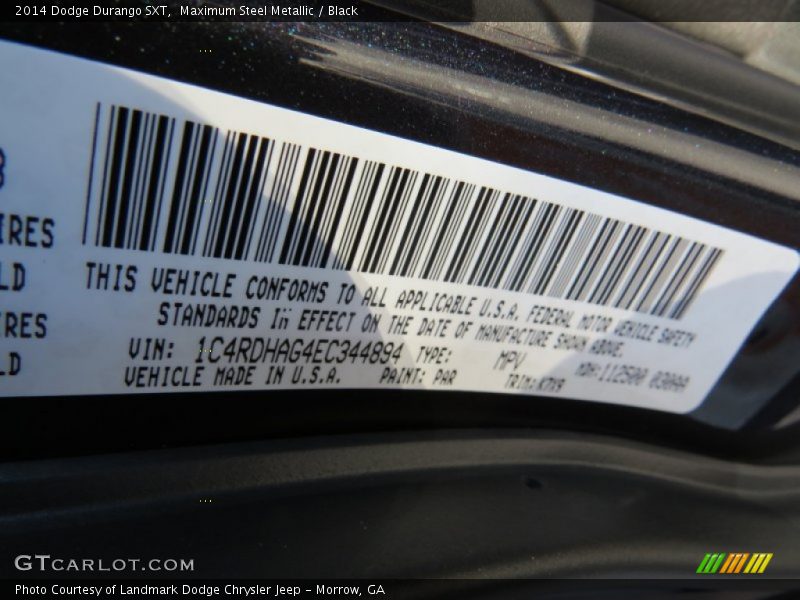 2014 Dodge Durango SXT,  Maximum Steel Metallic / Black
IRES
LD
IRES
LD
THIS VEHICLE CONFORMS TO ALL APPLICABLE U.S.A. FEDERAL MOTOR VEHICLE SAFETY
STANDARDS IN EFFECT ON THE DATE OF MANUFACTURE SHOWN ABOVE.
VIN: 1C4RDHAG4EC344894 TYPE: MPV
VEHICLE MADE IN U.S.A. PAINT: PAR
GTCARLOT.COM
Photo Courtesy of Landmark Dodge Chrysler Jeep - Morrow, GA